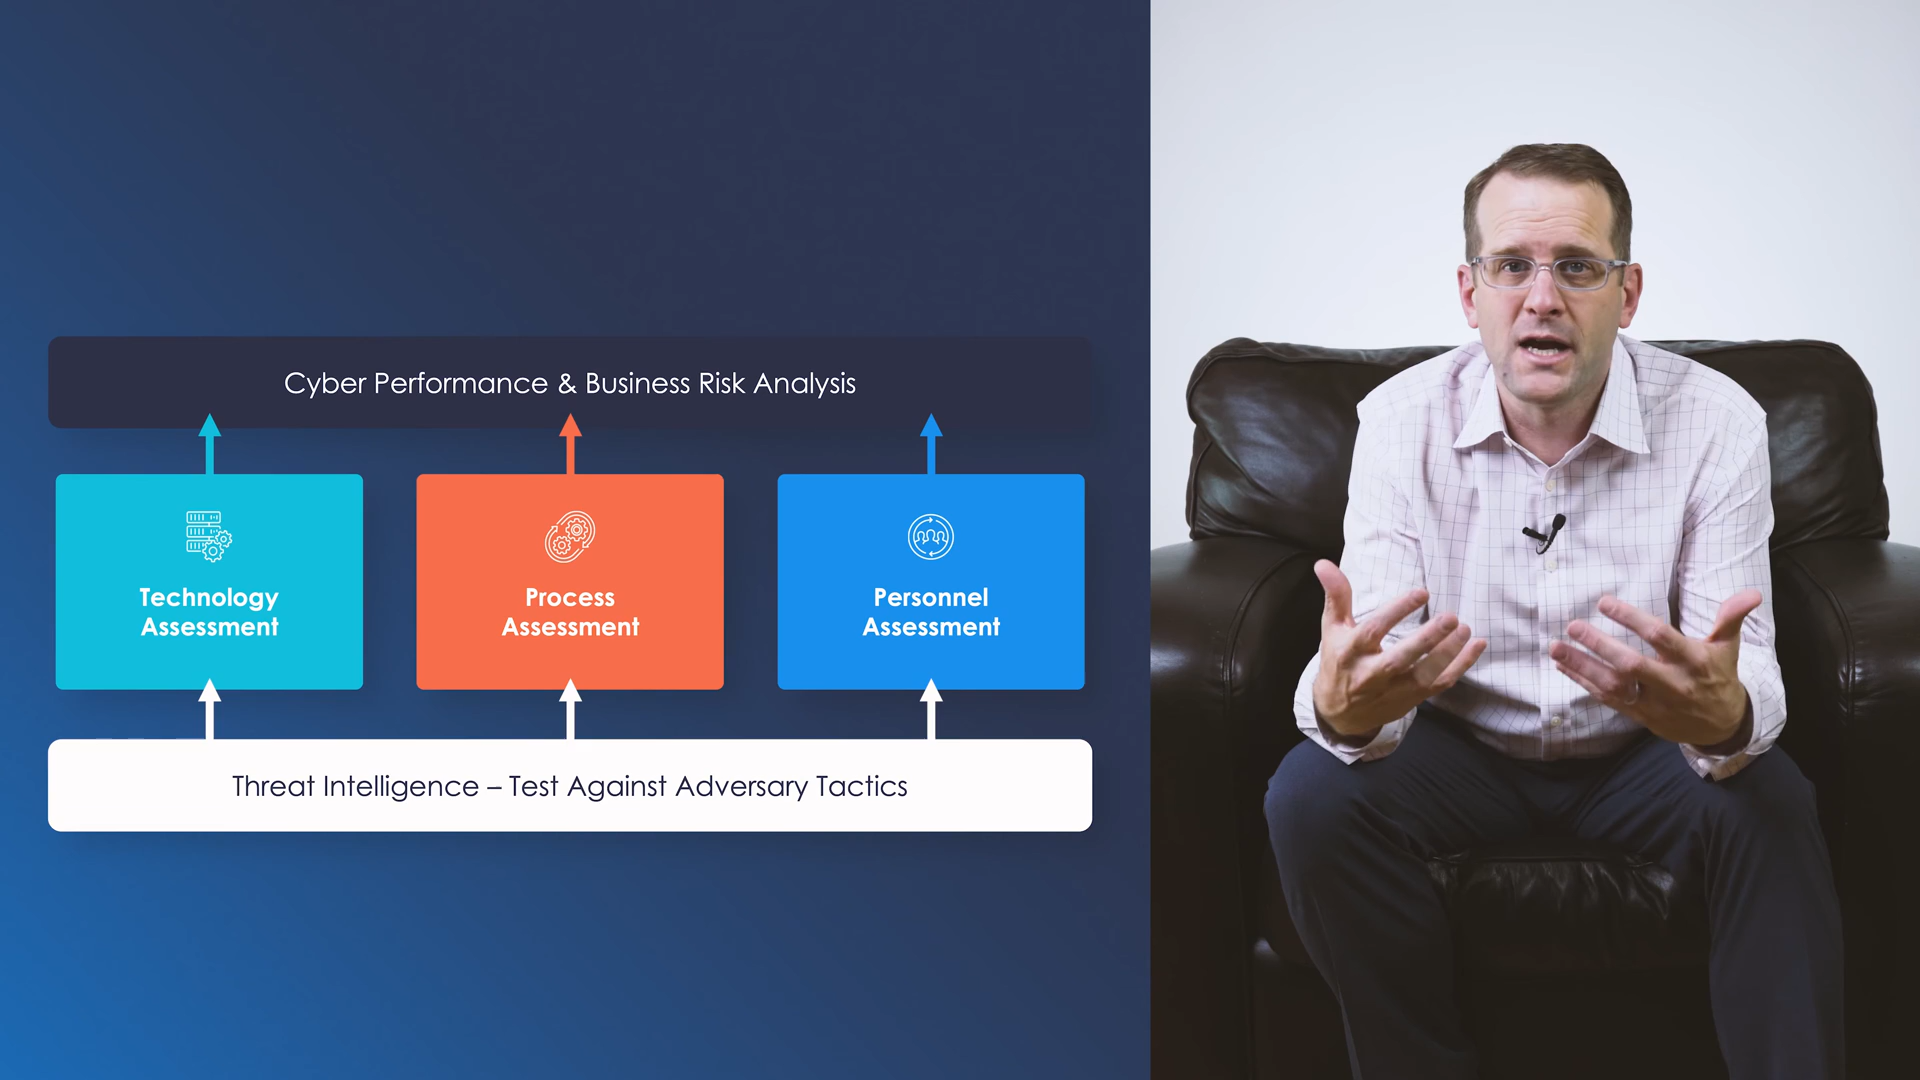 Cyber Performance & Business Risk Analysis
Technology
Assessment
Process
Assessment
Personnel
Assessment
Threat Intelligence – Test Against Adversary Tactics